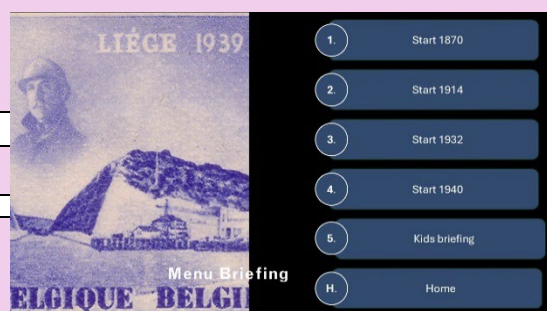 LIÉGE 1939
ELGIQUE BELGI
Menu Briefing
1. Start 1870
2. Start 1914
3. Start 1932
4. Start 1940
5. Kids briefing
H. Home